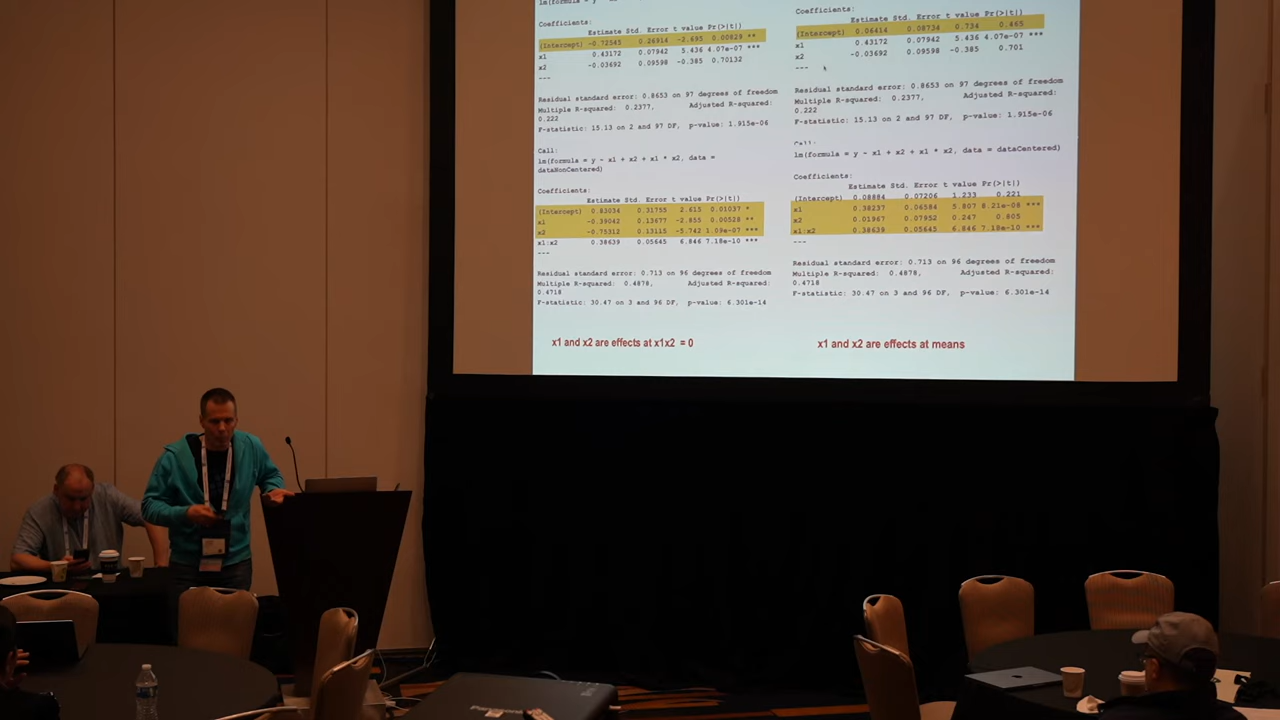 lm(formula =
Coefficients:
Estimate Std. Error t value Pr(>|t|)
(Intercept) -0.72545 0.26914 -2.695 0.00829 **
x1 0.43172 0.07942 5.436 4.07e-07 ***
x2 -0.03692 0.09598 -0.385 0.70132
---
Residual standard error: 0.8653 on 97 degrees of freedom
Multiple R-squared: 0.2377, Adjusted R-squared:
0.222
F-statistic: 15.13 on 2 and 97 DF, p-value: 1.915e-06
Call:
lm(formula = y ~ x1 + x2 + x1 * x2, data =
dataNonCentered)
Coefficients:
Estimate Std. Error t value Pr(>|t|)
(Intercept) 0.83034 0.31755 2.615 0.01037 *
x1 -0.39042 0.13677 -2.855 0.00528 **
x2 -0.75312 0.13115 -5.742 1.09e-07 ***
x1:x2 0.38639 0.05645 6.846 7.18e-10 ***
---
Residual standard error: 0.713 on 96 degrees of freedom
Multiple R-squared: 0.4878, Adjusted R-squared:
0.4718
F-statistic: 30.47 on 3 and 96 DF, p-value: 6.301e-14
x1 and x2 are effects at x1x2 = 0
Coefficients:
Estimate Std. Error t value Pr(>|t|)
(Intercept) 0.06414 0.08734 0.734 0.465
x1 0.43172 0.07942 5.436 4.07e-07 ***
x2 -0.03692 0.09598 -0.385 0.701
---
Residual standard error: 0.8653 on 97 degrees of freedom
Multiple R-squared: 0.2377, Adjusted R-squared:
0.222
F-statistic: 15.13 on 2 and 97 DF, p-value: 1.915e-06
Call:
lm(formula = y ~ x1 + x2 + x1 * x2, data = dataCentered)
Coefficients:
Estimate Std. Error t value Pr(>|t|)
(Intercept) 0.08884 0.07206 1.233 0.221
x1 0.38237 0.06584 5.807 8.21e-08 ***
x2 0.01967 0.07952 0.247 0.805
x1:x2 0.38639 0.05645 6.846 7.18e-10 ***
---
Residual standard error: 0.713 on 96 degrees of freedom
Multiple R-squared: 0.4878, Adjusted R-squared:
0.4718
F-statistic: 30.47 on 3 and 96 DF, p-value: 6.301e-14
x1 and x2 are effects at means
Panasonic